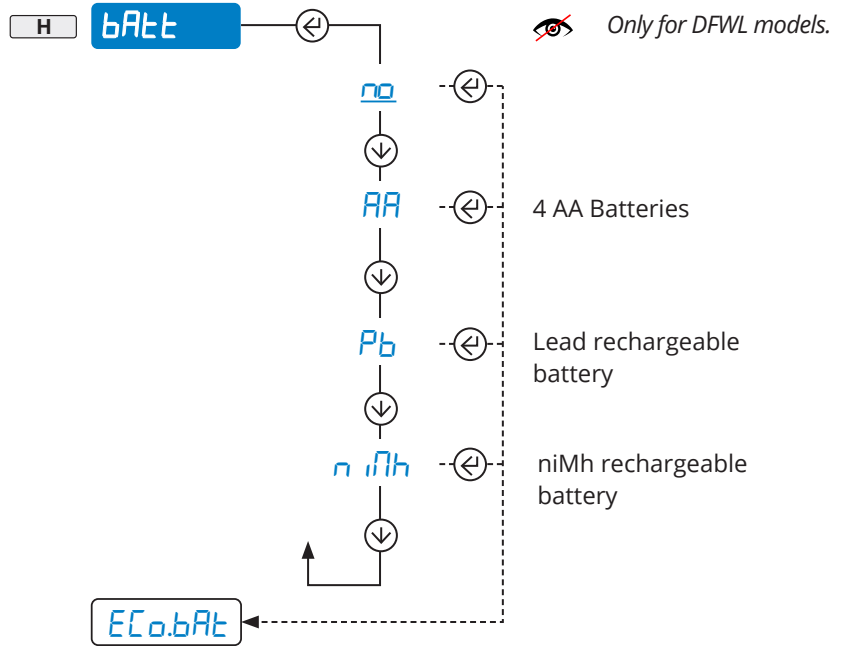 H
bAtt
Only for DFWL models.
no
AA
4 AA Batteries
Pb
Lead rechargeable
battery
niMh
niMh rechargeable
battery
ECo.bAt